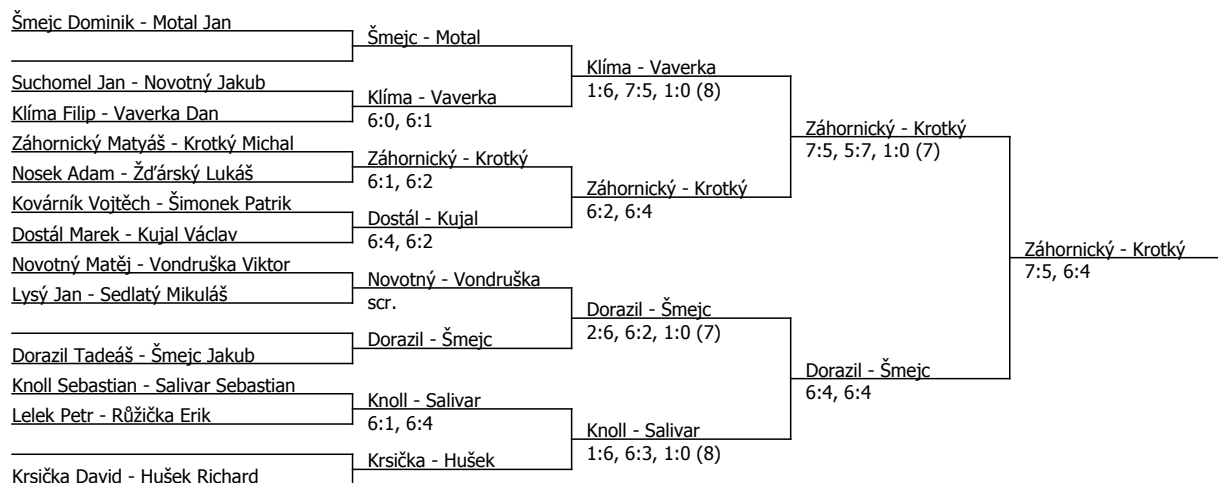 Šmejc Dominik - Motal Jan
Suchomel Jan - Novotný Jakub
Klíma Filip - Vaverka Dan
Záhornický Matyáš - Krotký Michal
Nosek Adam - Žďárský Lukáš
Kovárník Vojtěch - Šimonek Patrik
Dostál Marek - Kujal Václav
Novotný Matěj - Vondruška Viktor
Lysý Jan - Sedlatý Mikuláš
Dorazil Tadeáš - Šmejc Jakub
Knoll Sebastian - Salivar Sebastian
Lelek Petr - Růžička Erik
Krsička David - Hušek Richard
Šmejc - Motal
Klíma - Vaverka
6:0, 6:1
Záhornický - Krotký
6:1, 6:2
Dostál - Kujal
6:4, 6:2
Novotný - Vondruška
scr.
Dorazil - Šmejc
Knoll - Salivar
6:1, 6:4
Krsička - Hušek
Klíma - Vaverka
1:6, 7:5, 1:0 (8)
Záhornický - Krotký
6:2, 6:4
Dorazil - Šmejc
2:6, 6:2, 1:0 (7)
Knoll - Salivar
1:6, 6:3, 1:0 (8)
Záhornický - Krotký
7:5, 5:7, 1:0 (7)
Dorazil - Šmejc
6:4, 6:4
Záhornický - Krotký
7:5, 6:4